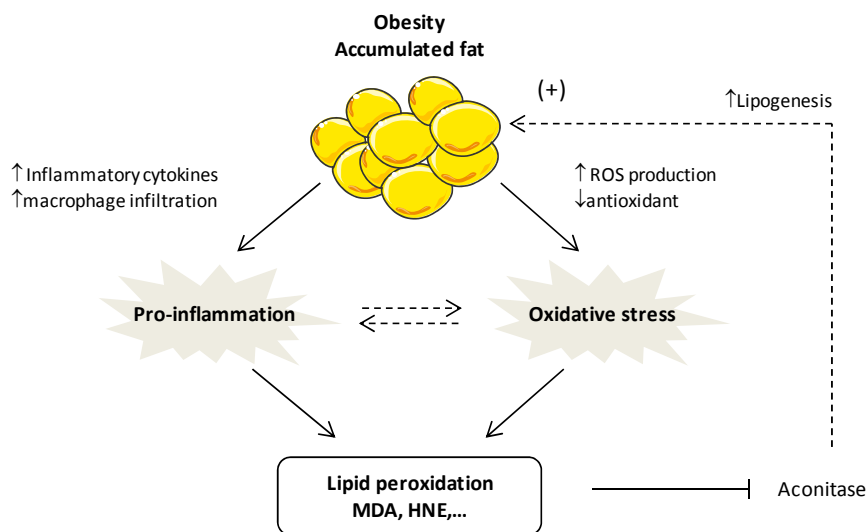 Obesity
Accumulated fat
(+)
↑Lipogenesis
↑ Inflammatory cytokines
↑macrophage infiltration
↑ ROS production
↓antioxidant
Pro-inflammation
Oxidative stress
Lipid peroxidation
MDA, HNE,...
Aconitase